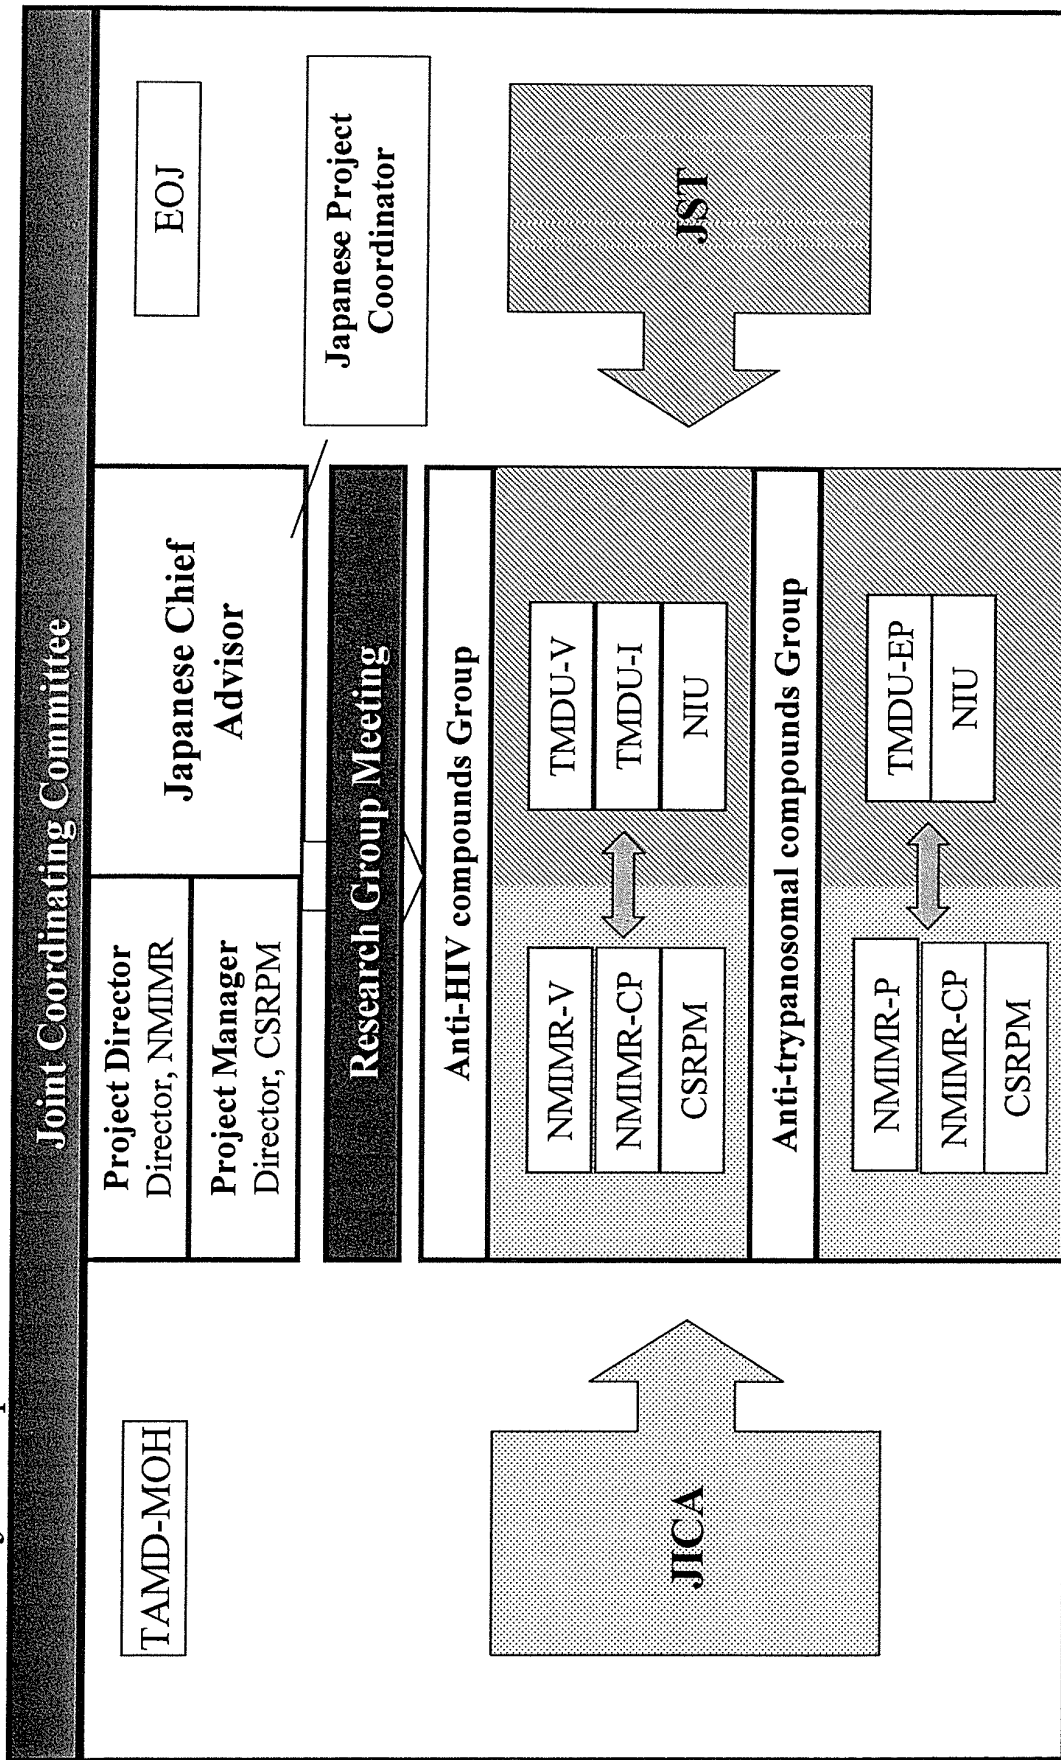 Joint Coordinating Committee
TAMD-MOH
Project Director
Director, NMIMR
Project Manager
Director, CSRPM
Japanese Chief
Advisor
EOJ
Japanese Project
Coordinator
Research Group Meeting
Anti-HIV compounds Group
NMIMR-V
NMIMR-CP
CSRPM
TMDU-V
TMDU-I
NIU
JICA
JST
Anti-trypanosomal compounds Group
NMIMR-P
NMIMR-CP
CSRPM
TMDU-EP
NIU